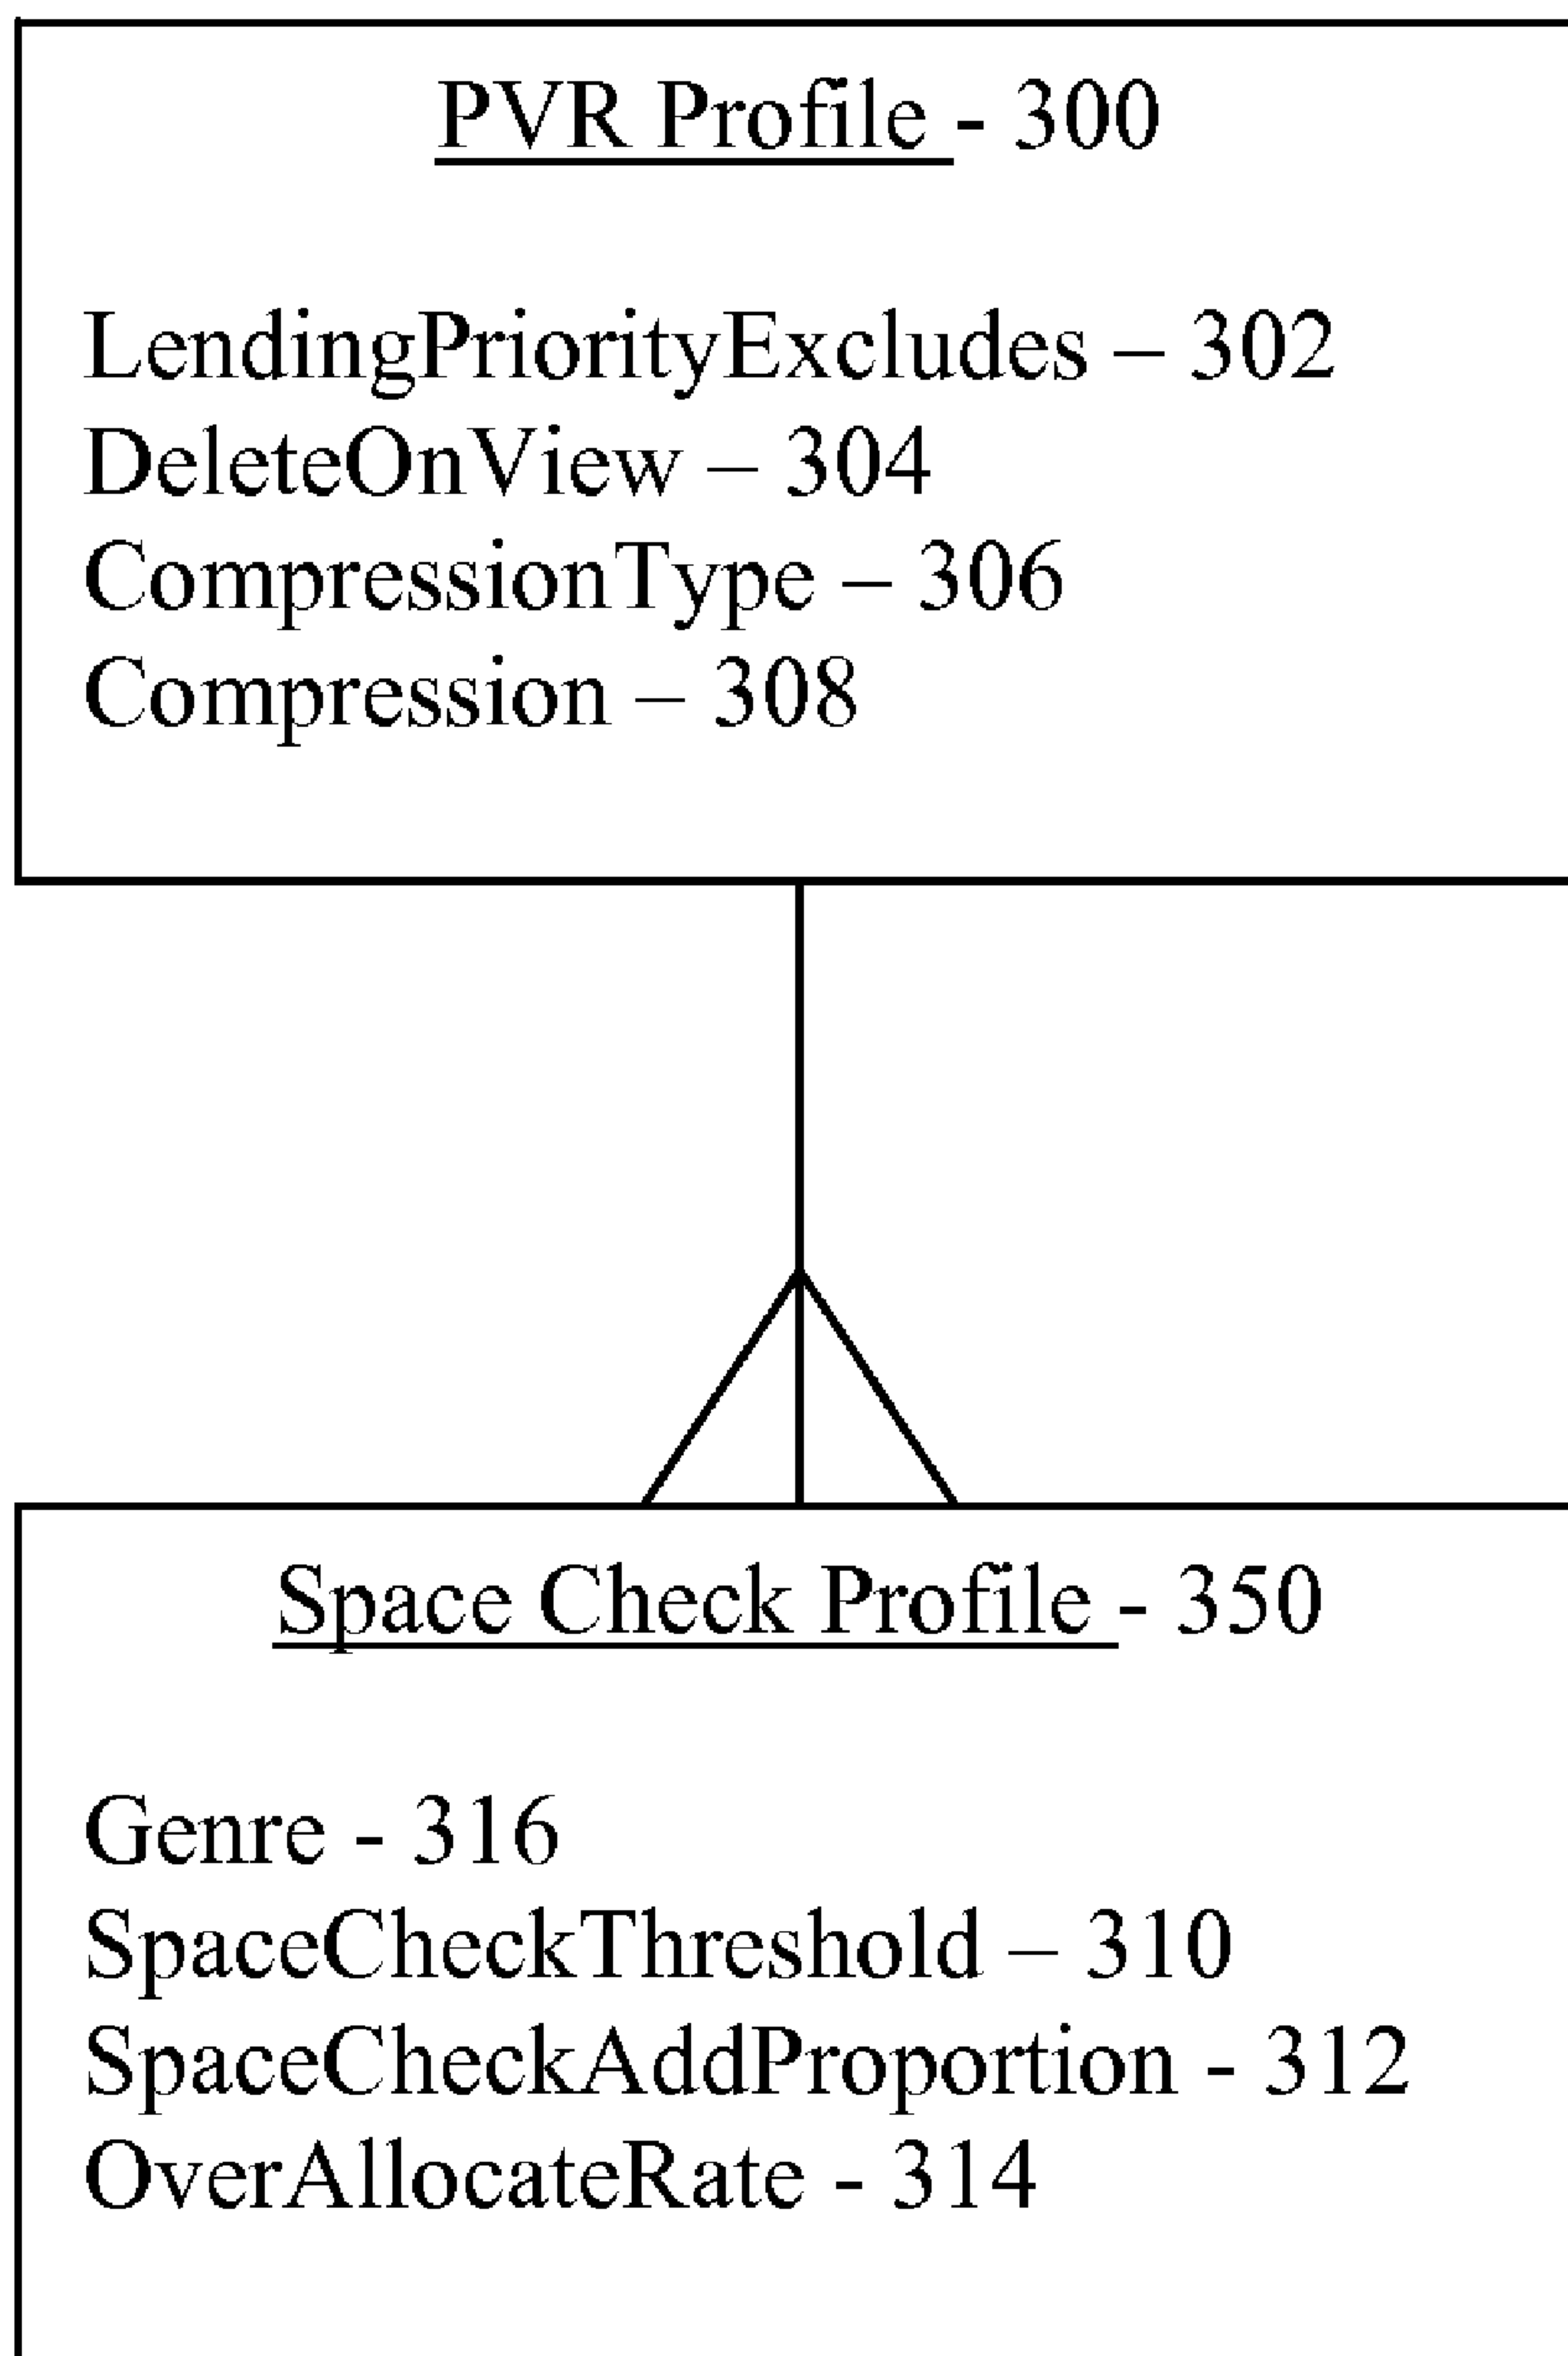 PVR Profile - 300
LendingPriorityExcludes – 302
DeleteOnView – 304
CompressionType – 306
Compression – 308
Space Check Profile - 350
Genre - 316
SpaceCheckThreshold – 310
SpaceCheckAddProportion - 312
OverAllocateRate - 314